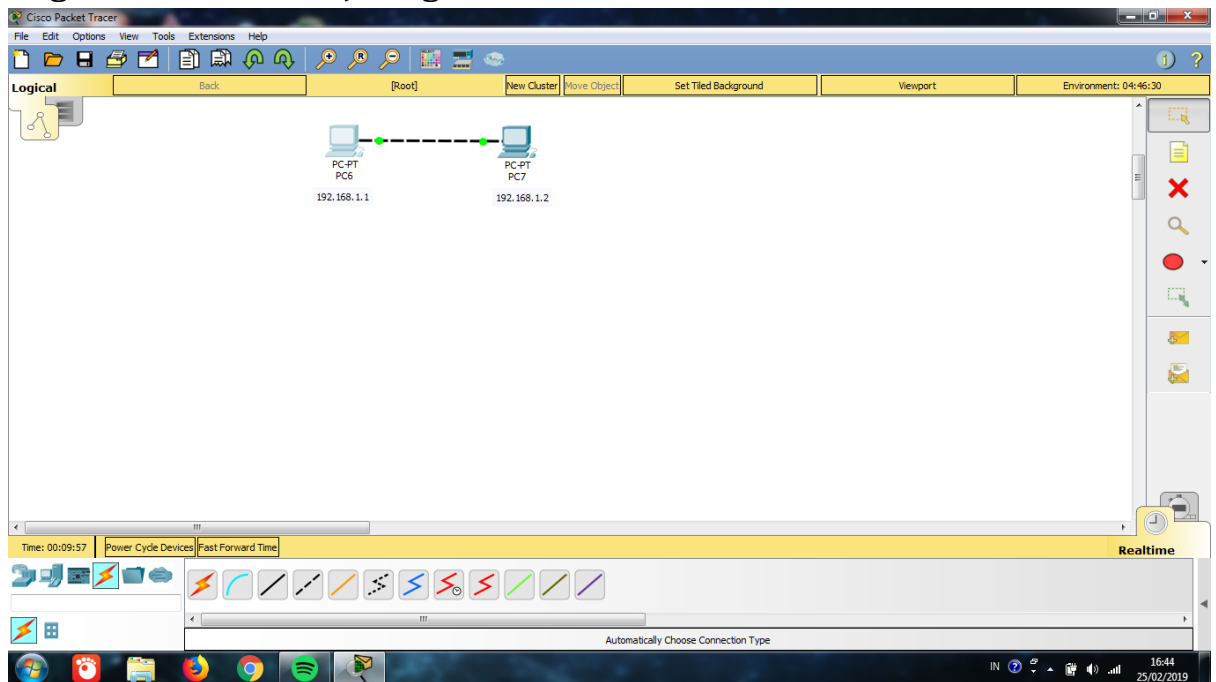 Cisco Packet Tracer
File Edit Options View Tools Extensions Help
Logical Back [Root] New Cluster Move Object Set Tiled Background Viewport Environment: 04:46:30
PC-PT
PC6
192.168.1.1
PC-PT
PC7
192.168.1.2
Time: 00:09:57 Power Cycle Devices Fast Forward Time Realtime
Automatically Choose Connection Type
IN 16:44
25/02/2019